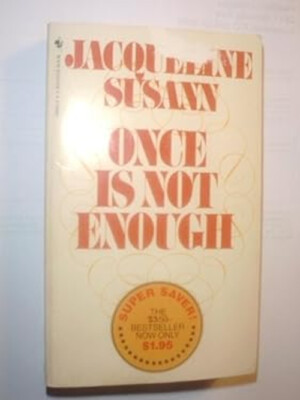 JACQUELINE
SUSANN
ONCE
IS NOT
ENOUGH
SUPER SAVER!
THE
BESTSELLER
NOW ONLY
$1.95